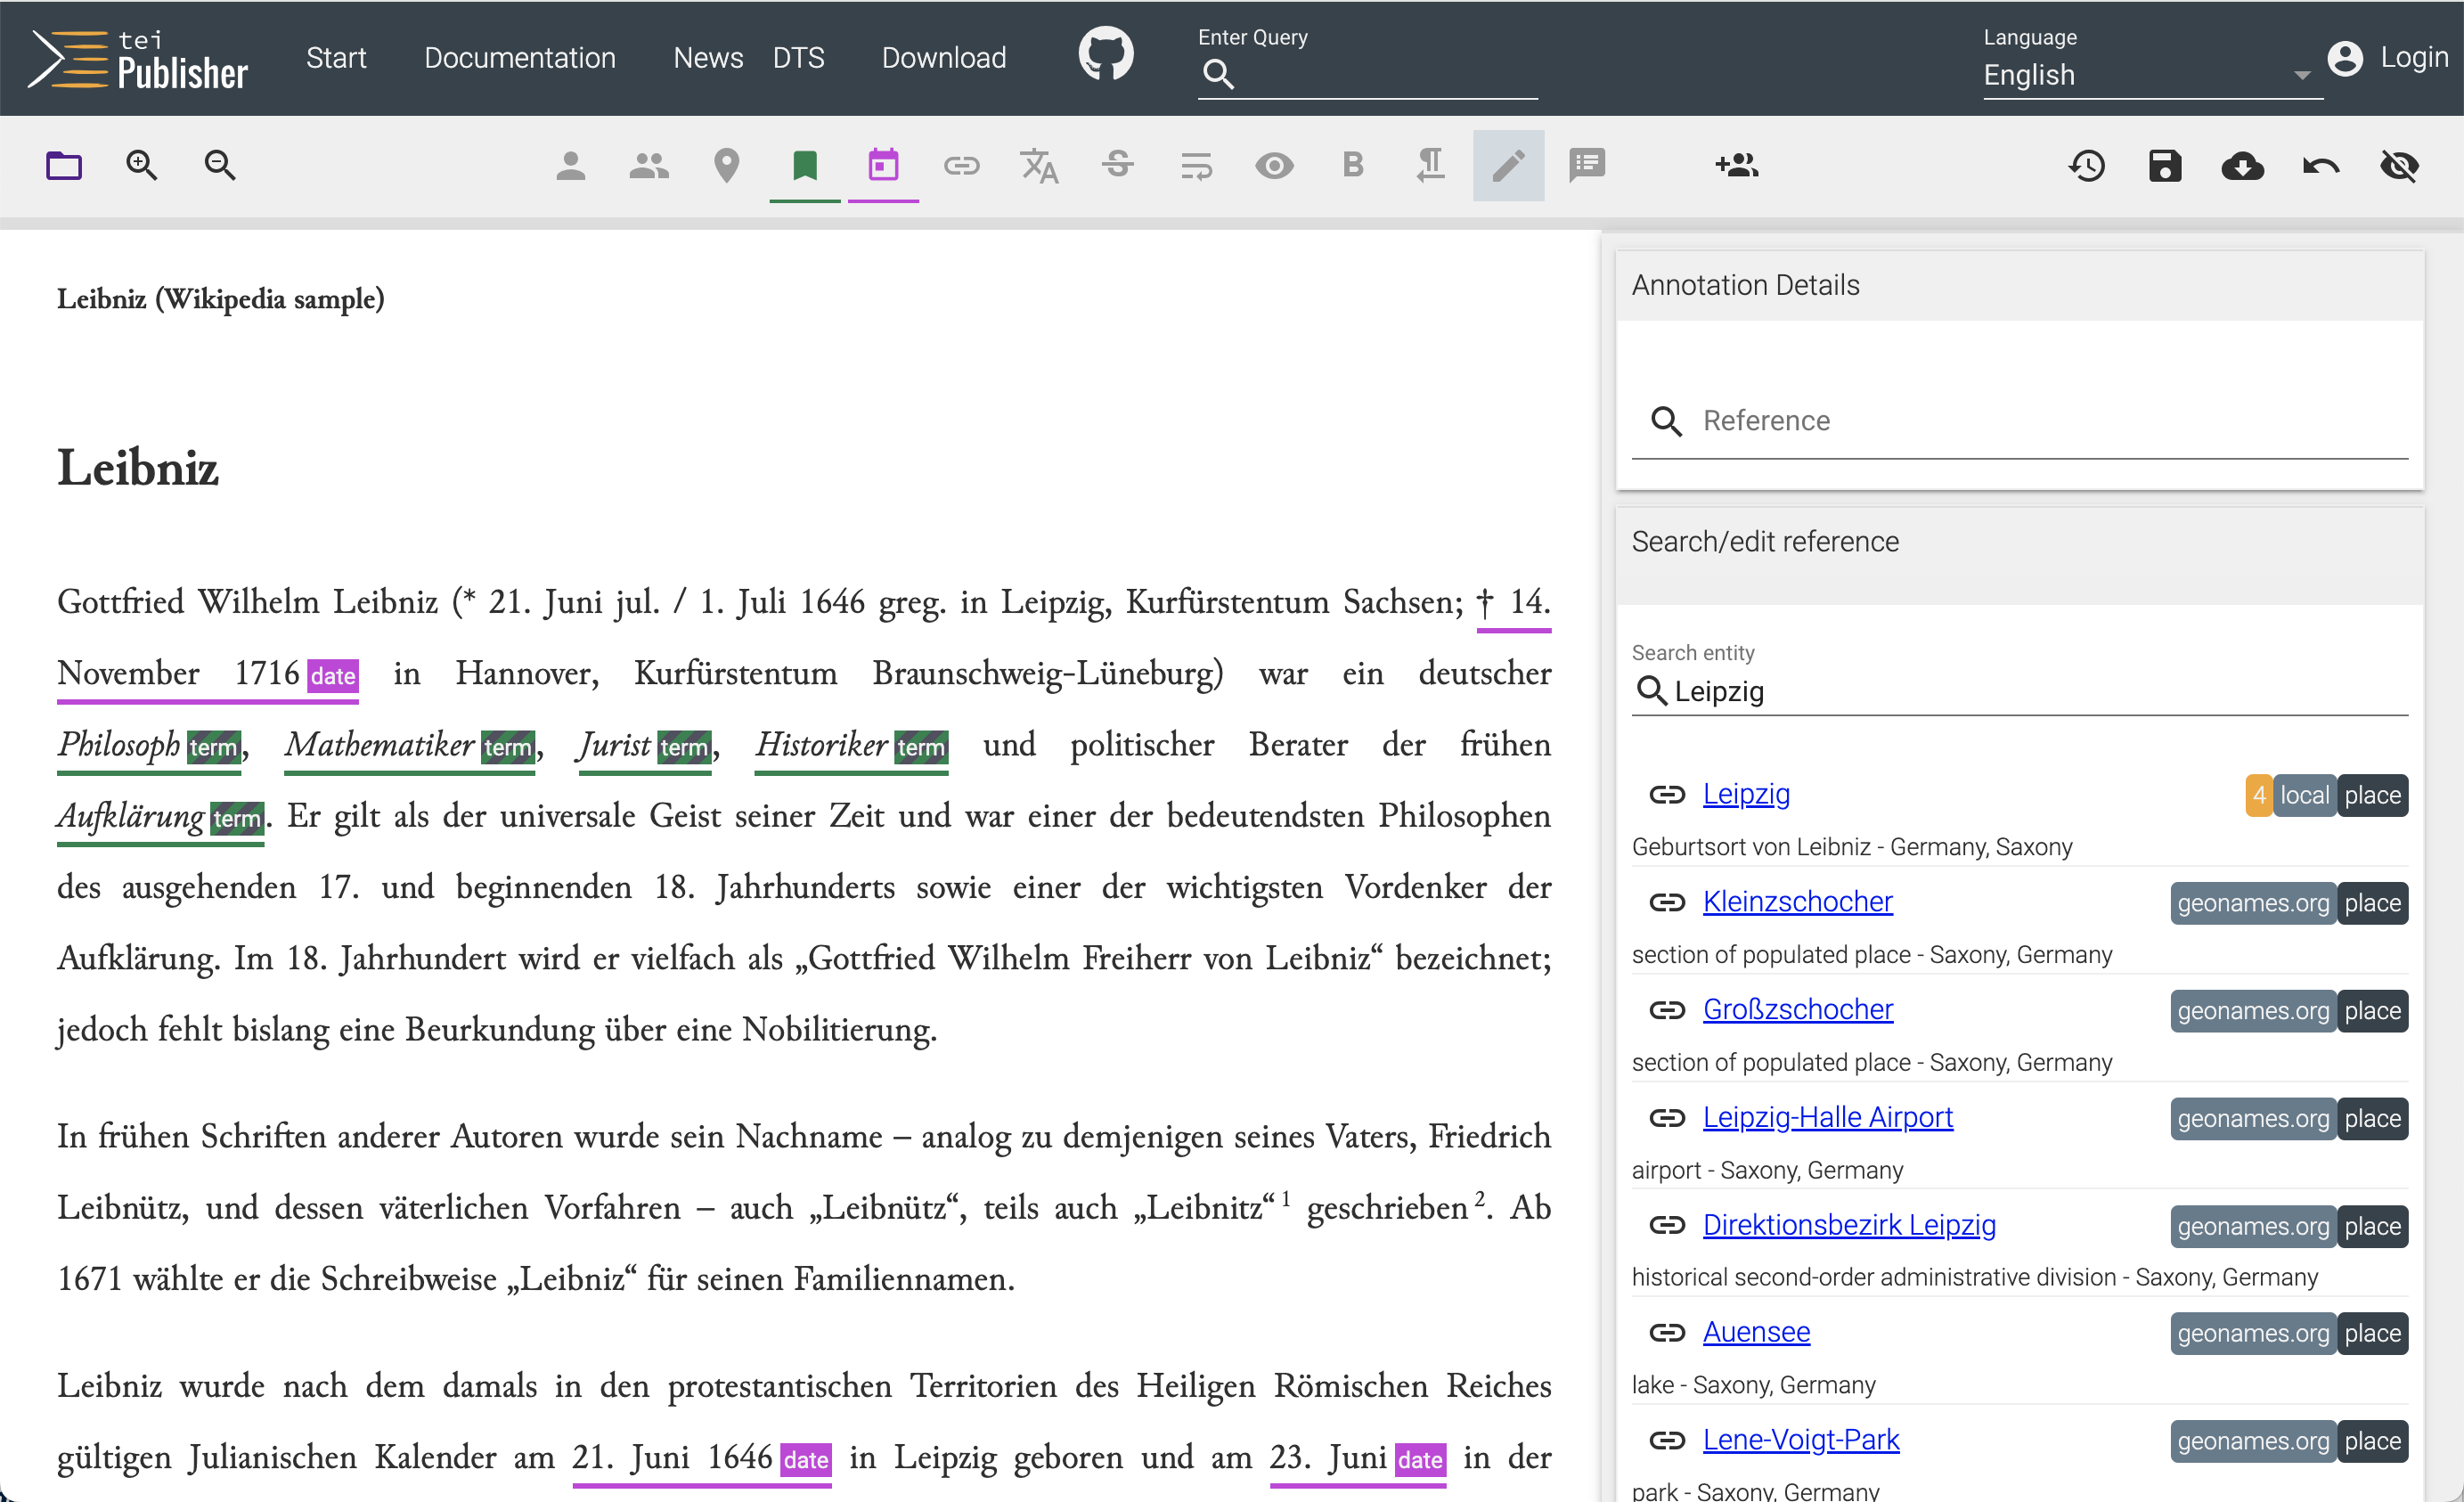 tei
Publisher
Start Documentation News DTS Download
Enter Query
Language
English
Login
Leibniz (Wikipedia sample)
Leibniz
Gottfried Wilhelm Leibniz (* 21. Juni jul. / 1. Juli 1646 greg. in Leipzig, Kurfürstentum Sachsen; † 14.
November 1716 date in Hannover, Kurfürstentum Braunschweig-Lüneburg) war ein deutscher
Philosoph term, Mathematiker term, Jurist term, Historiker term und politischer Berater der frühen
Aufklärung term. Er gilt als der universale Geist seiner Zeit und war einer der bedeutendsten Philosophen
des ausgehenden 17. und beginnenden 18. Jahrhunderts sowie einer der wichtigsten Vordenker der
Aufklärung. Im 18. Jahrhundert wird er vielfach als „Gottfried Wilhelm Freiherr von Leibniz“ bezeichnet;
jedoch fehlt bislang eine Beurkundung über eine Nobilitierung.
In frühen Schriften anderer Autoren wurde sein Nachname – analog zu demjenigen seines Vaters, Friedrich
Leibnütz, und dessen väterlichen Vorfahren – auch „Leibnütz“, teils auch „Leibnitz“ 1 geschrieben 2. Ab
1671 wählte er die Schreibweise „Leibniz“ für seinen Familiennamen.
Leibniz wurde nach dem damals in den protestantischen Territorien des Heiligen Römischen Reiches
gültigen Julianischen Kalender am 21. Juni 1646 date in Leipzig geboren und am 23. Juni date in der
Annotation Details
Reference
Search/edit reference
Search entity
Leipzig
Leipzig 4 local place
Geburtsort von Leibniz - Germany, Saxony
Kleinzschocher geonames.org place
section of populated place - Saxony, Germany
Großzschocher geonames.org place
section of populated place - Saxony, Germany
Leipzig-Halle Airport geonames.org place
airport - Saxony, Germany
Direktionsbezirk Leipzig geonames.org place
historical second-order administrative division - Saxony, Germany
Auensee geonames.org place
lake - Saxony, Germany
Lene-Voigt-Park geonames.org place
park - Saxony, Germany